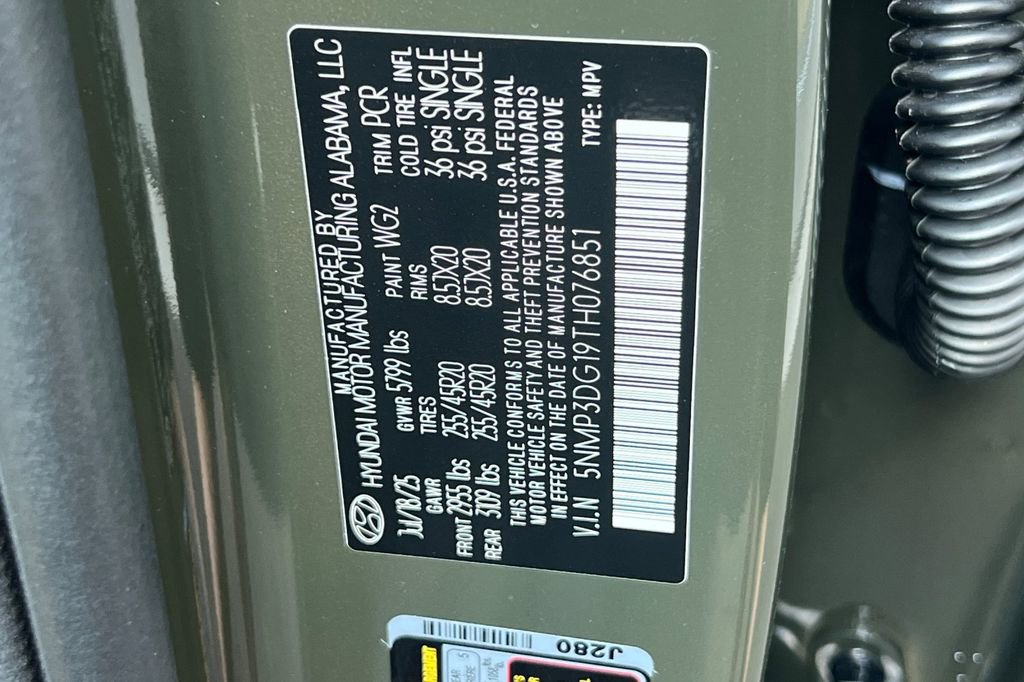 MANUFACTURED BY
HYUNDAI MOTOR MANUFACTURING ALABAMA, LLC
JUl/18/25 GVWR 5799 lbs PAINT WG2 TRIM PCR
GAWR TIRES RIMS COLD TIRE INFL
FRONT 2955 lbs 255/45R20 8.5JX20 36 psi SINGLE
REAR 3109 lbs 255/45R20 8.5JX20 36 psi SINGLE
THIS VEHICLE CONFORMS TO ALL APPLICABLE U.S.A. FEDERAL
MOTOR VEHICLE SAFETY AND THEFT PREVENTION STANDARDS
IN EFFECT ON THE DATE OF MANUFACTURE SHOWN ABOVE
V.I.N 5NMP3DG19TH076851 TYPE: MPV
J280